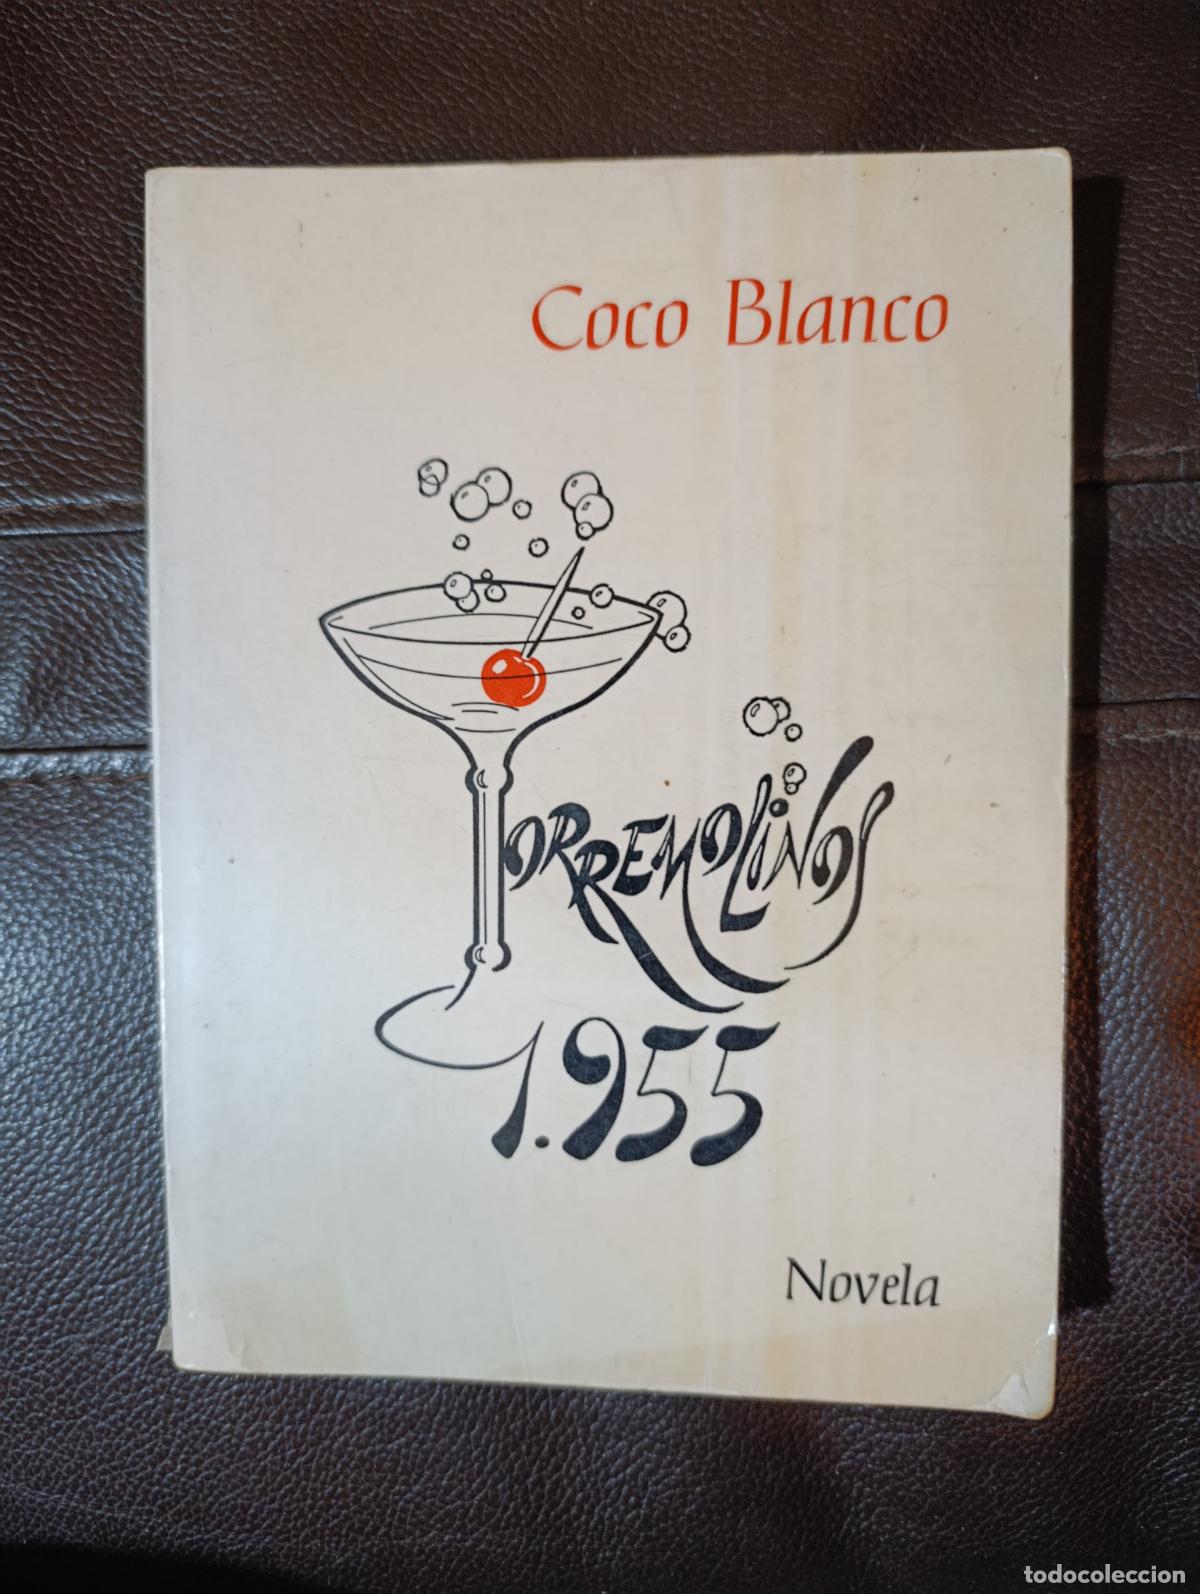 Coco Blanco
TORREMOLiNOS
1.955
Novela
todocoleccion